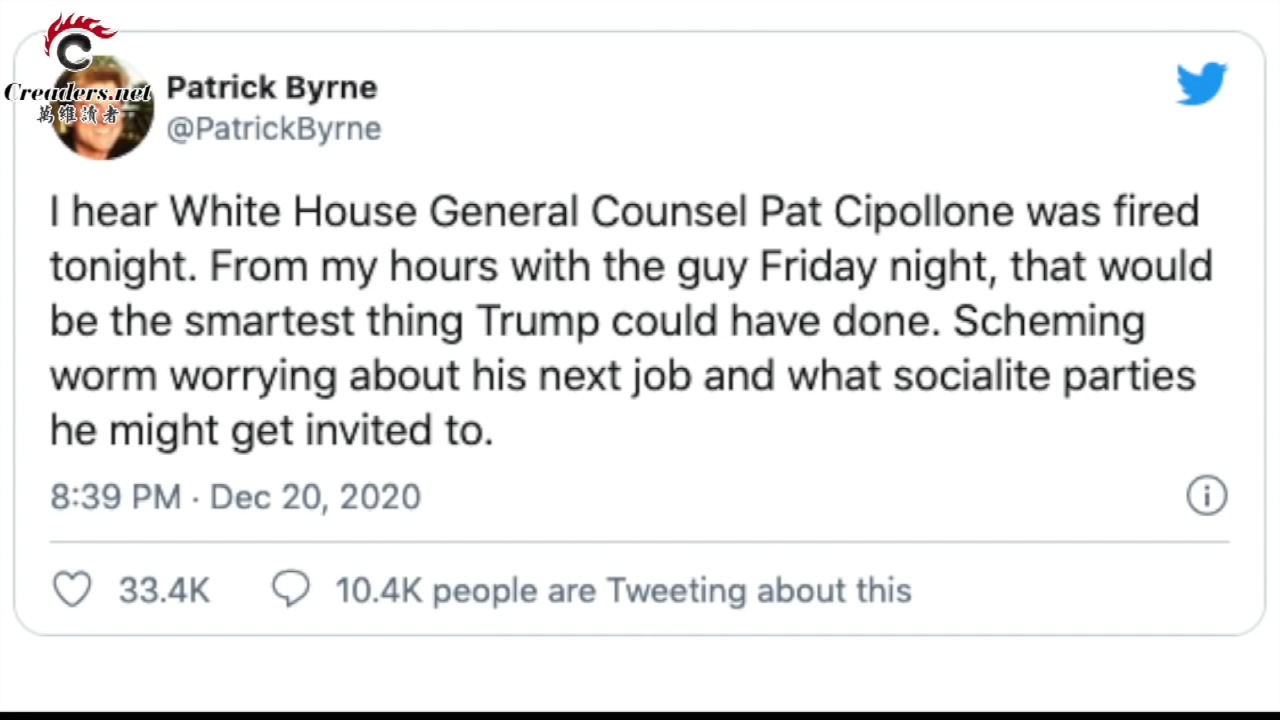 C
Creaders.net
萬維讀者
Patrick Byrne
@PatrickByrne
I hear White House General Counsel Pat Cipollone was fired
tonight. From my hours with the guy Friday night, that would
be the smartest thing Trump could have done. Scheming
worm worrying about his next job and what socialite parties
he might get invited to.
8:39 PM · Dec 20, 2020
33.4K 10.4K people are Tweeting about this